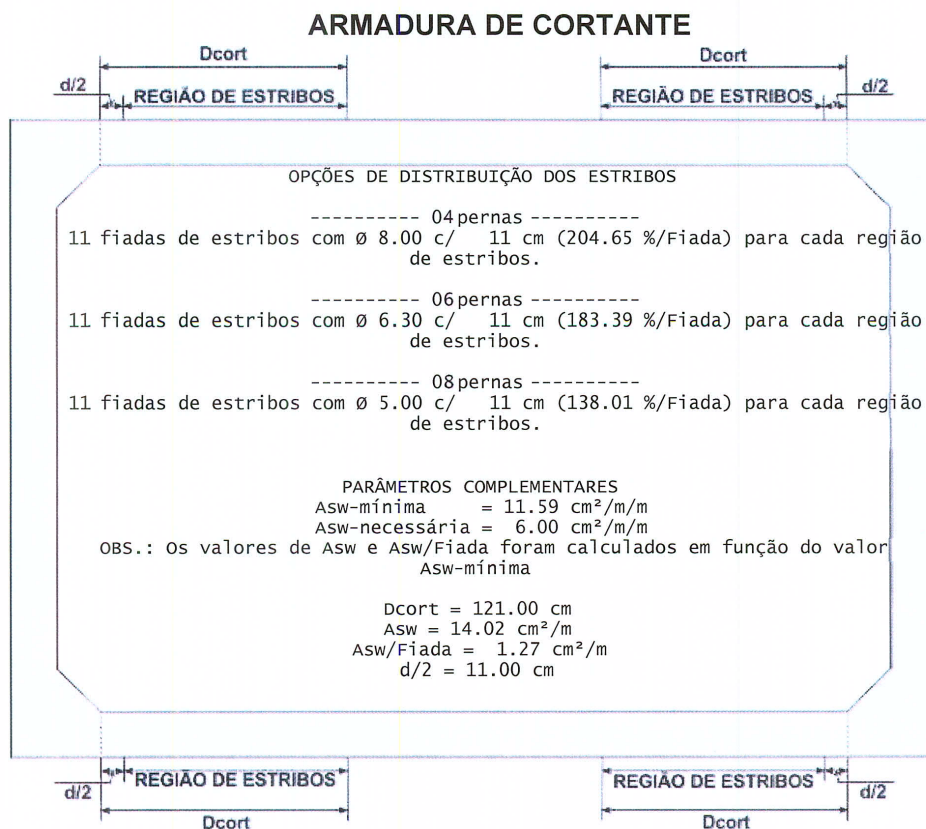 ARMADURA DE CORTANTE
Dcort
Dcort
d/2
REGIÃO DE ESTRIBOS
REGIÃO DE ESTRIBOS
d/2
OPÇÕES DE DISTRIBUIÇÃO DOS ESTRIBOS
---------- 04 pernas ----------
11 fiadas de estribos com Ø 8.00 c/ 11 cm (204.65 %/Fiada) para cada região
de estribos.
---------- 06 pernas ----------
11 fiadas de estribos com Ø 6.30 c/ 11 cm (183.39 %/Fiada) para cada região
de estribos.
---------- 08 pernas ----------
11 fiadas de estribos com Ø 5.00 c/ 11 cm (138.01 %/Fiada) para cada região
de estribos.
PARÂMETROS COMPLEMENTARES
Asw-mínima = 11.59 cm²/m/m
Asw-necessária = 6.00 cm²/m/m
OBS.: Os valores de Asw e Asw/Fiada foram calculados em função do valor
Asw-mínima
Dcort = 121.00 cm
Asw = 14.02 cm²/m
Asw/Fiada = 1.27 cm²/m
d/2 = 11.00 cm
d/2
REGIÃO DE ESTRIBOS
REGIÃO DE ESTRIBOS
d/2
Dcort
Dcort